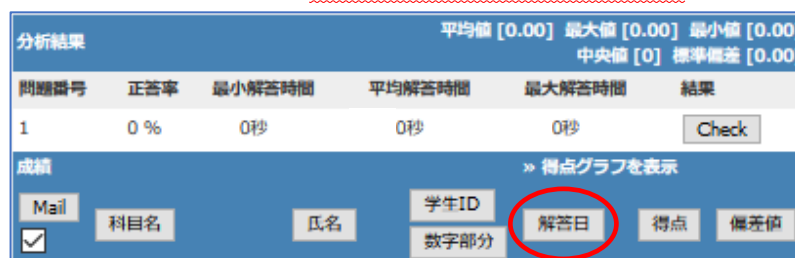 分析結果 平均値 [0.00] 最大値 [0.00] 最小値 [0.00
中央値 [0] 標準偏差 [0.00
問題番号 正答率 最小解答時間 平均解答時間 最大解答時間 結果
1 0 % 0秒 0秒 0秒 Check
成績 » 得点グラフを表示
Mail 科目名 氏名 学生ID 解答日 得点 偏差値
数字部分